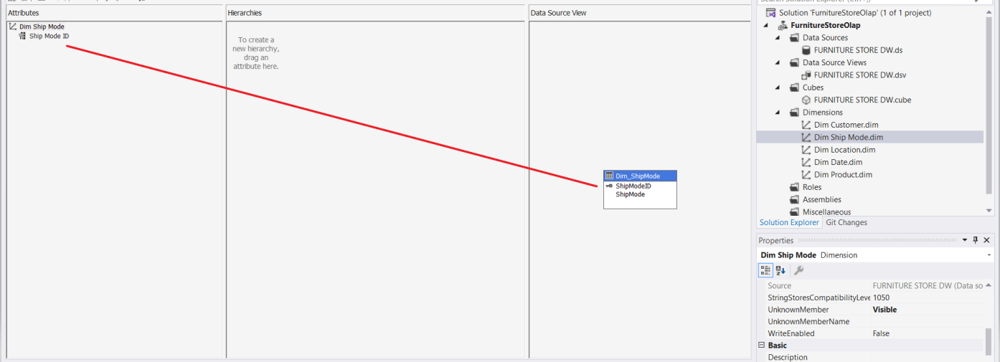 Attributes
Dim Ship Mode
Ship Mode ID
Hierarchies
To create a
new hierarchy,
drag an
attribute here.
Data Source View
Dim_ShipMode
ShipModeID
ShipMode
Search Solution Explorer (Ctrl+;)
Solution 'FurnitureStoreOlap' (1 of 1 project)
FurnitureStoreOlap
Data Sources
FURNITURE STORE DW.ds
Data Source Views
FURNITURE STORE DW.dsv
Cubes
FURNITURE STORE DW.cube
Dimensions
Dim Customer.dim
Dim Ship Mode.dim
Dim Location.dim
Dim Date.dim
Dim Product.dim
Roles
Assemblies
Miscellaneous
Solution Explorer Git Changes
Properties
Dim Ship Mode Dimension
Source FURNITURE STORE DW (Data so
StringStoresCompatibilityLeve 1050
UnknownMember Visible
UnknownMemberName
WriteEnabled False
Basic
Description